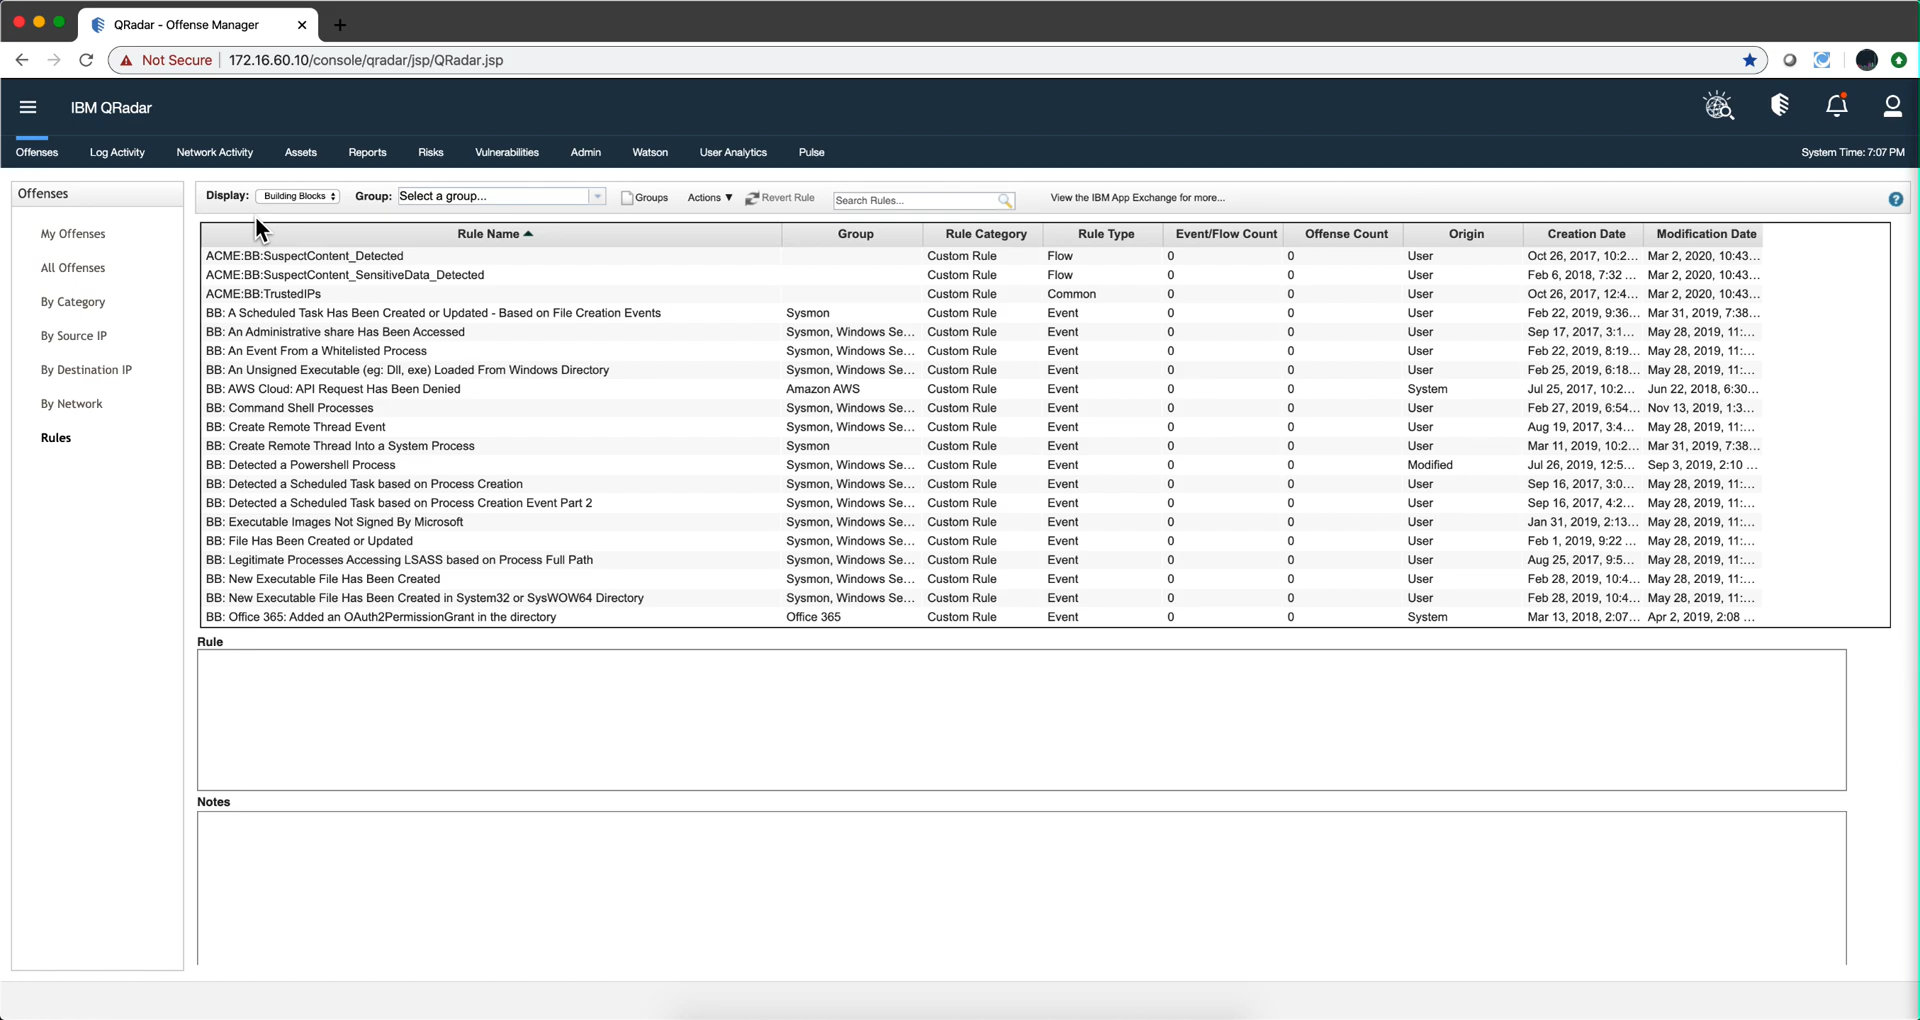 QRadar - Offense Manager
Not Secure 172.16.60.10/console/qradar/jsp/QRadar.jsp
IBM QRadar
Offenses Log Activity Network Activity Assets Reports Risks Vulnerabilities Admin Watson User Analytics Pulse System Time: 7:07 PM
Offenses
My Offenses
All Offenses
By Category
By Source IP
By Destination IP
By Network
Rules
Display: Building Blocks Group: Select a group... Groups Actions ▼ Revert Rule Search Rules... View the IBM App Exchange for more...
Rule Name Group Rule Category Rule Type Event/Flow Count Offense Count Origin Creation Date Modification Date
ACME:BB:SuspectContent_Detected Custom Rule Flow 0 0 User Oct 26, 2017, 10:2... Mar 2, 2020, 10:43...
ACME:BB:SuspectContent_SensitiveData_Detected Custom Rule Flow 0 0 User Feb 6, 2018, 7:32 ... Mar 2, 2020, 10:43...
ACME:BB:TrustedIPs Custom Rule Common 0 0 User Oct 26, 2017, 12:4... Mar 2, 2020, 10:43...
BB: A Scheduled Task Has Been Created or Updated - Based on File Creation Events Sysmon Custom Rule Event 0 0 User Feb 22, 2019, 9:36... Mar 31, 2019, 7:38...
BB: An Administrative share Has Been Accessed Sysmon, Windows Se... Custom Rule Event 0 0 User Sep 17, 2017, 3:1... May 28, 2019, 11:...
BB: An Event From a Whitelisted Process Sysmon, Windows Se... Custom Rule Event 0 0 User Feb 22, 2019, 8:19... May 28, 2019, 11:...
BB: An Unsigned Executable (eg: Dll, exe) Loaded From Windows Directory Sysmon, Windows Se... Custom Rule Event 0 0 User Feb 25, 2019, 6:18... May 28, 2019, 11:...
BB: AWS Cloud: API Request Has Been Denied Amazon AWS Custom Rule Event 0 0 System Jul 25, 2017, 10:2... Jun 22, 2018, 6:30...
BB: Command Shell Processes Sysmon, Windows Se... Custom Rule Event 0 0 User Feb 27, 2019, 6:54... Nov 13, 2019, 1:3...
BB: Create Remote Thread Event Sysmon, Windows Se... Custom Rule Event 0 0 User Aug 19, 2017, 3:4... May 28, 2019, 11:...
BB: Create Remote Thread Into a System Process Sysmon Custom Rule Event 0 0 User Mar 11, 2019, 10:2... Mar 31, 2019, 7:38...
BB: Detected a Powershell Process Sysmon, Windows Se... Custom Rule Event 0 0 Modified Jul 26, 2019, 12:5... Sep 3, 2019, 2:10 ...
BB: Detected a Scheduled Task based on Process Creation Sysmon, Windows Se... Custom Rule Event 0 0 User Sep 16, 2017, 3:0... May 28, 2019, 11:...
BB: Detected a Scheduled Task based on Process Creation Event Part 2 Sysmon, Windows Se... Custom Rule Event 0 0 User Sep 16, 2017, 4:2... May 28, 2019, 11:...
BB: Executable Images Not Signed By Microsoft Sysmon, Windows Se... Custom Rule Event 0 0 User Jan 31, 2019, 2:13... May 28, 2019, 11:...
BB: File Has Been Created or Updated Sysmon, Windows Se... Custom Rule Event 0 0 User Feb 1, 2019, 9:22 ... May 28, 2019, 11:...
BB: Legitimate Processes Accessing LSASS based on Process Full Path Sysmon, Windows Se... Custom Rule Event 0 0 User Aug 25, 2017, 9:5... May 28, 2019, 11:...
BB: New Executable File Has Been Created Sysmon, Windows Se... Custom Rule Event 0 0 User Feb 28, 2019, 10:4... May 28, 2019, 11:...
BB: New Executable File Has Been Created in System32 or SysWOW64 Directory Sysmon, Windows Se... Custom Rule Event 0 0 User Feb 28, 2019, 10:4... May 28, 2019, 11:...
BB: Office 365: Added an OAuth2PermissionGrant in the directory Office 365 Custom Rule Event 0 0 System Mar 13, 2018, 2:07... Apr 2, 2019, 2:08 ...
Rule
Notes